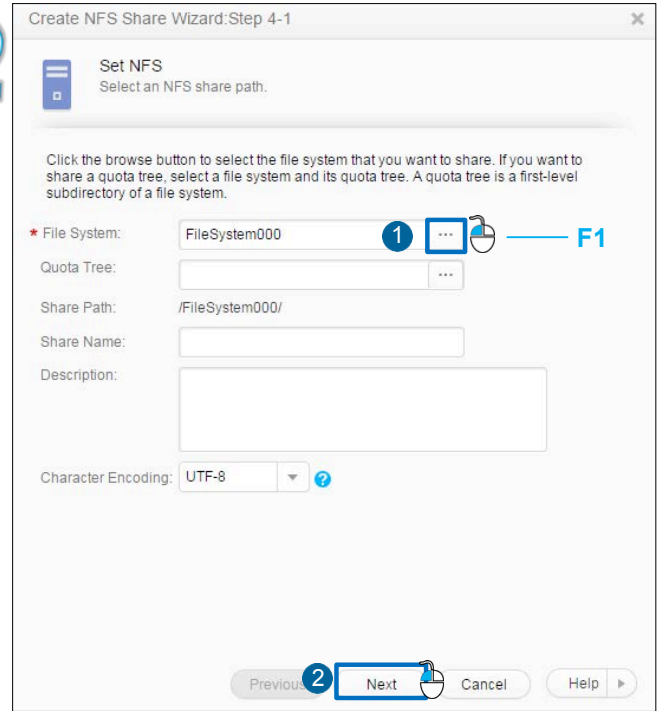 Create NFS Share Wizard:Step 4-1
Set NFS
Select an NFS share path.
Click the browse button to select the file system that you want to share. If you want to
share a quota tree, select a file system and its quota tree. A quota tree is a first-level
subdirectory of a file system.
* File System: FileSystem000 1 ... F1
Quota Tree: ...
Share Path: /FileSystem000/
Share Name:
Description:
Character Encoding: UTF-8 ?
Previous 2 Next Cancel Help